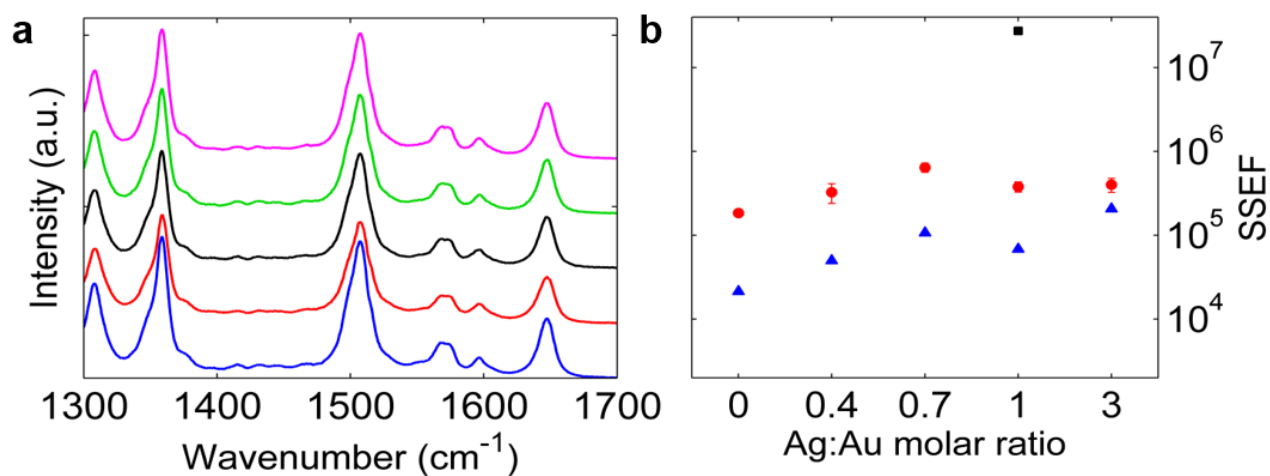 a
Intensity (a.u.)
1300 1400 1500 1600 1700
Wavenumber (cm⁻¹)
b
10⁷
10⁶
10⁵
10⁴
SSEF
0 0.4 0.7 1 3
Ag:Au molar ratio